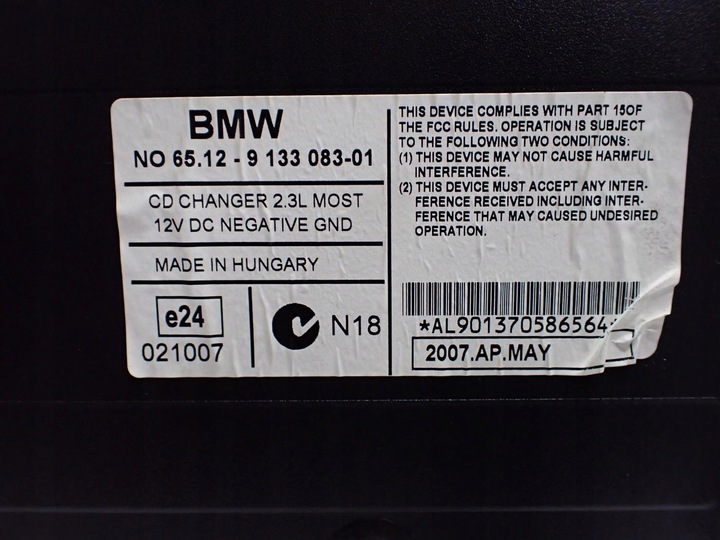 BMW
NO 65.12 - 9 133 083-01
CD CHANGER 2.3L MOST
12V DC NEGATIVE GND
MADE IN HUNGARY
e24
021007
N18
THIS DEVICE COMPLIES WITH PART 15OF
THE FCC RULES. OPERATION IS SUBJECT
TO THE FOLLOWING TWO CONDITIONS:
(1) THIS DEVICE MAY NOT CAUSE HARMFUL
INTERFERENCE.
(2) THIS DEVICE MUST ACCEPT ANY INTER-
FERENCE RECEIVED INCLUDING INTER-
FERENCE THAT MAY CAUSED UNDESIRED
OPERATION.
*AL901370586564*
2007.AP.MAY